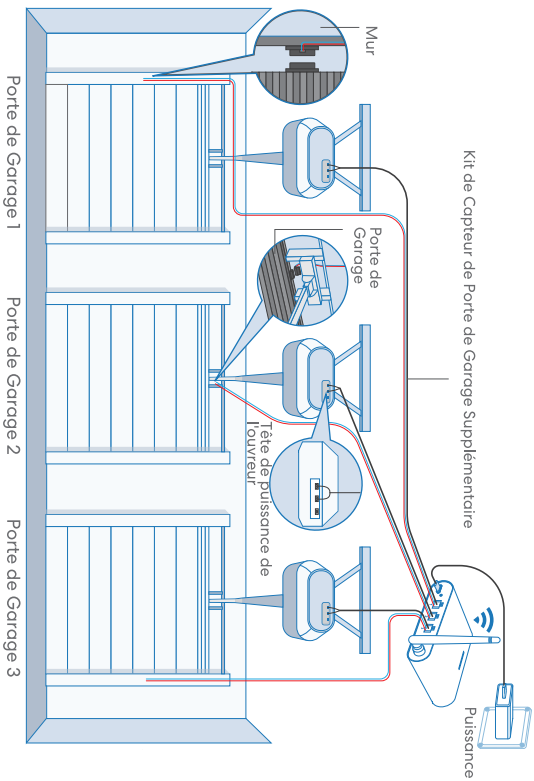 Kit de Capteur de Porte de Garage Supplémentaire
Puissance
Mur
Porte de
Garage
Tête de puissance de
l'ouvreur
Porte de Garage 1
Porte de Garage 2
Porte de Garage 3